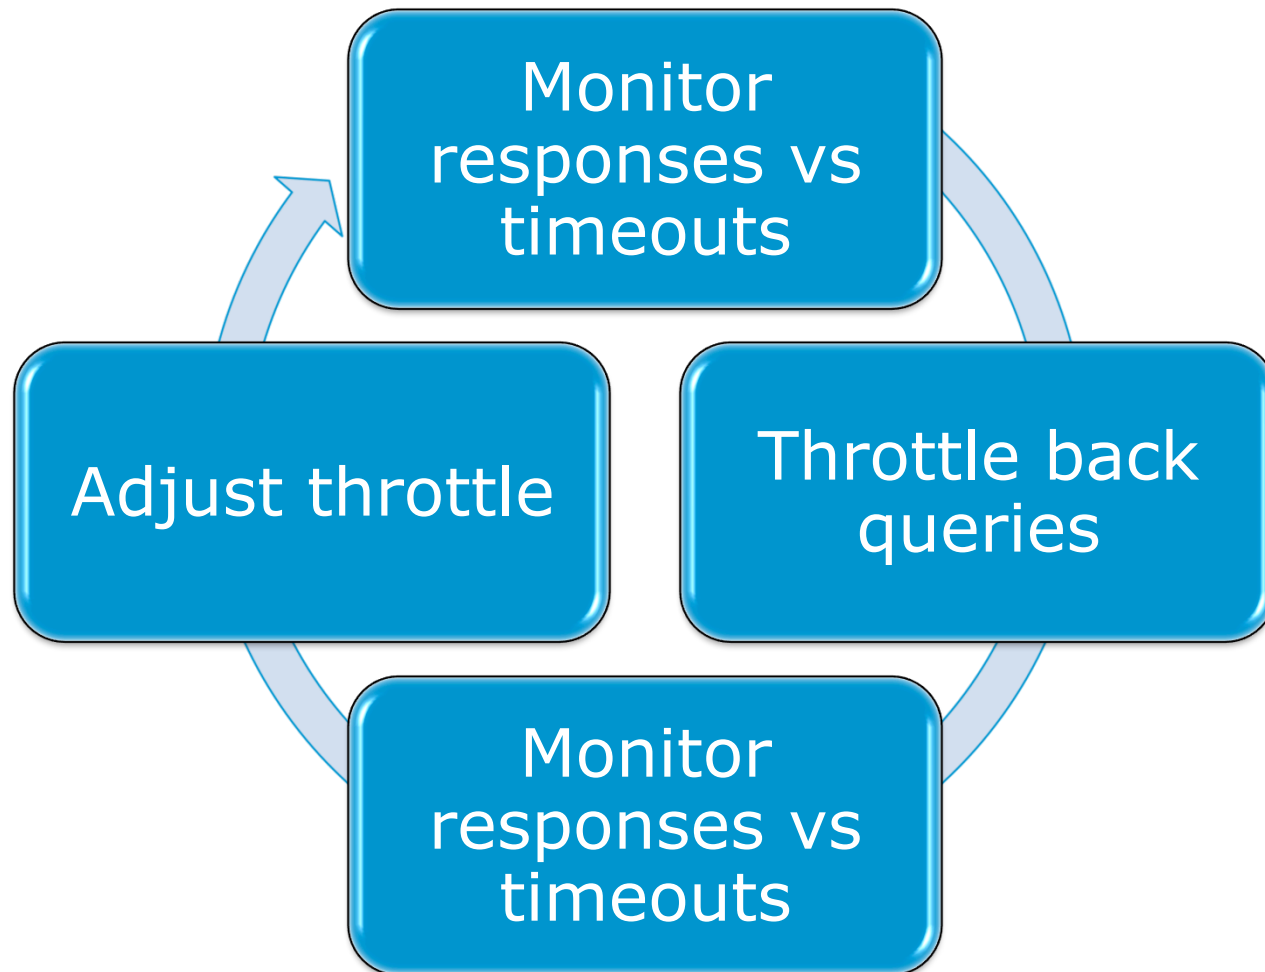 Monitor
responses vs
timeouts
Throttle back
queries
Monitor
responses vs
timeouts
Adjust throttle